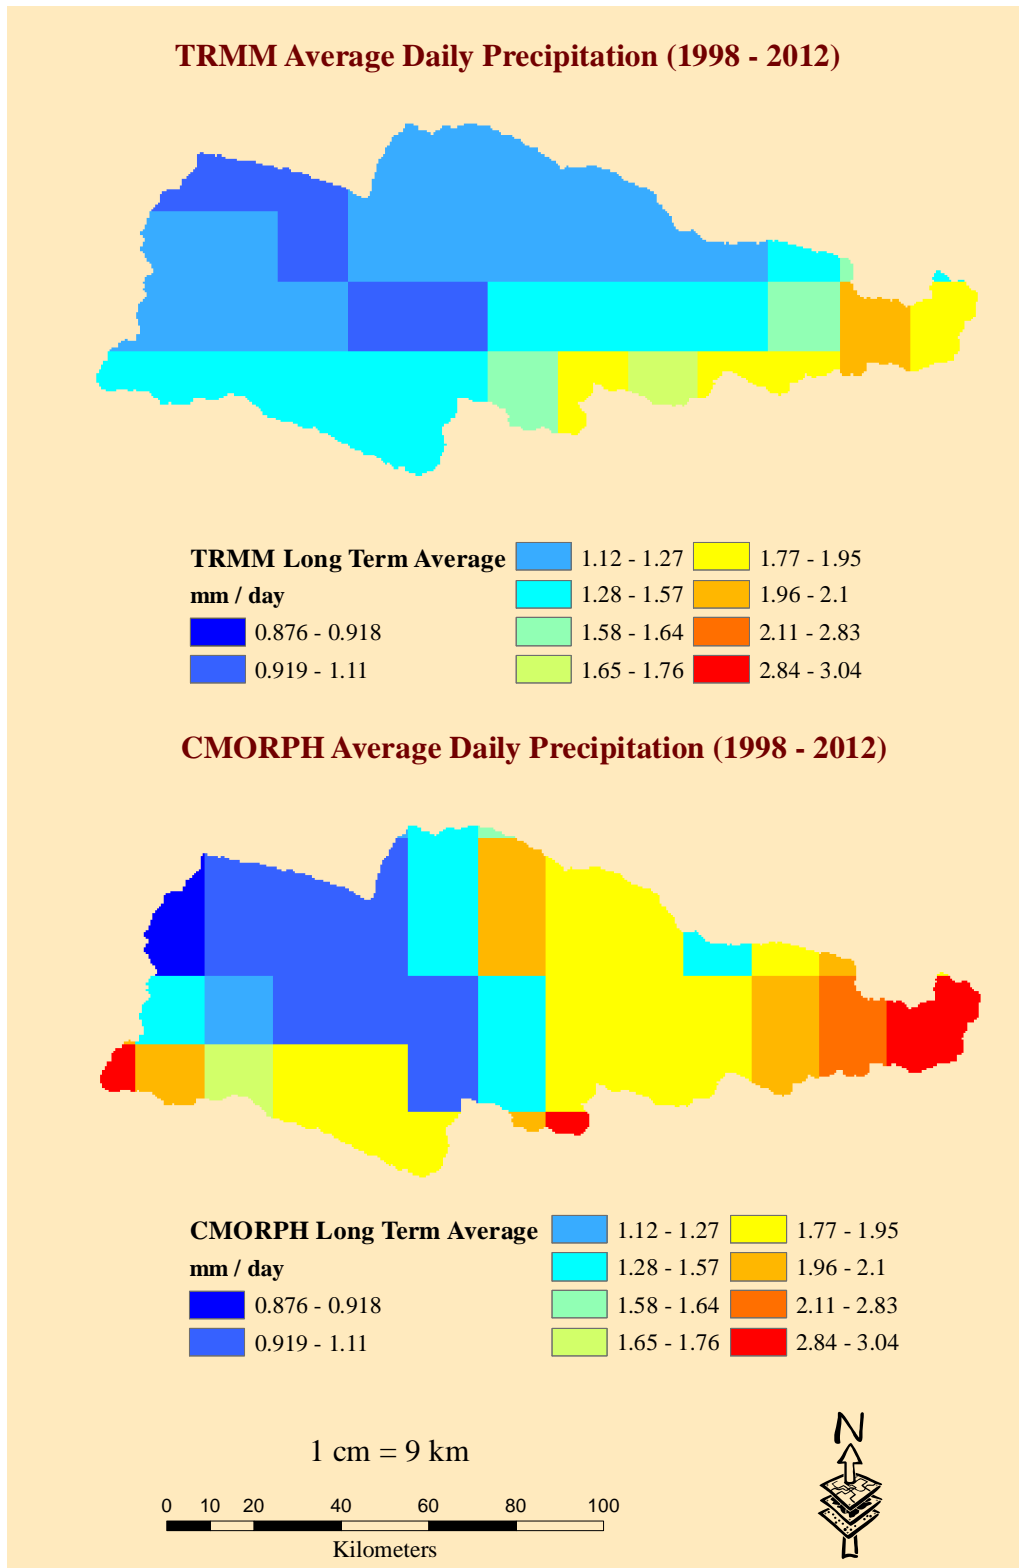 TRMM Average Daily Precipitation (1998 - 2012)
TRMM Long Term Average
mm / day
0.876 - 0.918
0.919 - 1.11
1.12 - 1.27
1.28 - 1.57
1.58 - 1.64
1.65 - 1.76
1.77 - 1.95
1.96 - 2.1
2.11 - 2.83
2.84 - 3.04
CMORPH Average Daily Precipitation (1998 - 2012)
CMORPH Long Term Average
mm / day
0.876 - 0.918
0.919 - 1.11
1.12 - 1.27
1.28 - 1.57
1.58 - 1.64
1.65 - 1.76
1.77 - 1.95
1.96 - 2.1
2.11 - 2.83
2.84 - 3.04
1 cm = 9 km
0 10 20 40 60 80 100
Kilometers
N